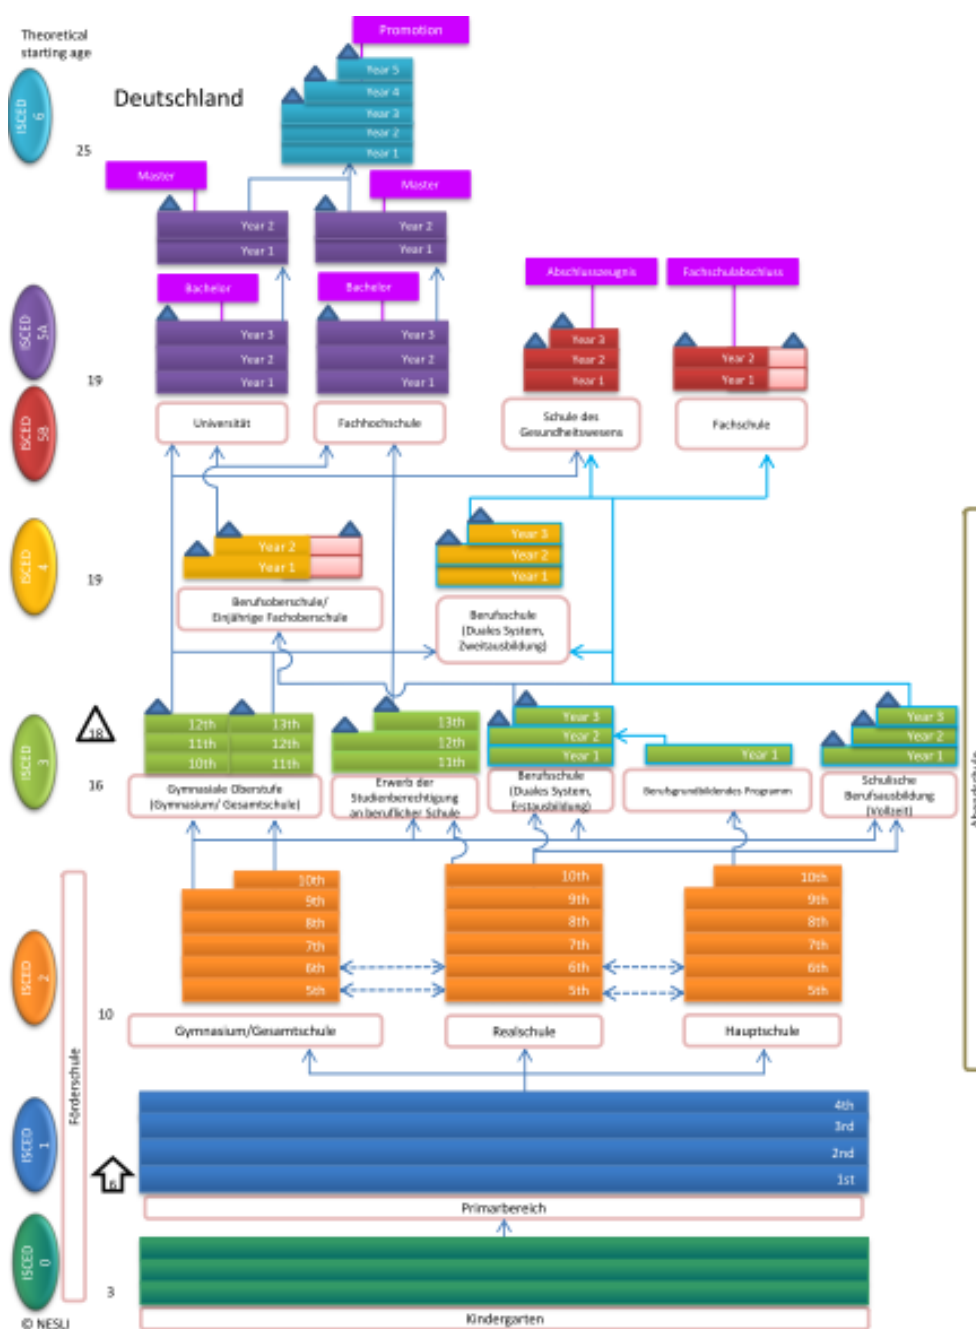 Theoretical
starting age
Promotion
ISCED
6
Deutschland
Year 5
Year 4
Year 3
Year 2
Year 1
25
Master
Master
Year 2
Year 1
Year 2
Year 1
Bachelor
Bachelor
Abschlusszeugnis
Fachschulabschluss
ISCED
5A
Year 3
Year 2
Year 1
Year 3
Year 2
Year 1
Year 3
Year 2
Year 1
Year 2
Year 1
19
ISCED
5B
Universität
Fachhochschule
Schule des
Gesundheitswesens
Fachschule
ISCED
4
19
Year 2
Year 1
Year 3
Year 2
Year 1
Berufsoberschule/
Einjährige Fachoberschule
Berufsschule
(Duales System,
Zweitausbildung)
ISCED
3
18
16
12th
11th
10th
13th
12th
11th
13th
12th
11th
Year 3
Year 2
Year 1
Year 1
Year 3
Year 2
Year 1
Gymnasiale Oberstufe
(Gymnasium/ Gesamtschule)
Erwerb der
Studienberechtigung
an beruflicher Schule
Berufsschule
(Duales System,
Erstausbildung)
Berufsgrundbildendes Programm
Schulische
Berufsausbildung
(Vollzeit)
Abendschule
ISCED
2
10th
9th
8th
7th
6th
5th
10th
9th
8th
7th
6th
5th
10th
9th
8th
7th
6th
5th
10
Gymnasium/Gesamtschule
Realschule
Hauptschule
Förderschule
ISCED
1
4th
3rd
2nd
1st
6
Primarbereich
ISCED
0
3
Kindergarten
© NESLI